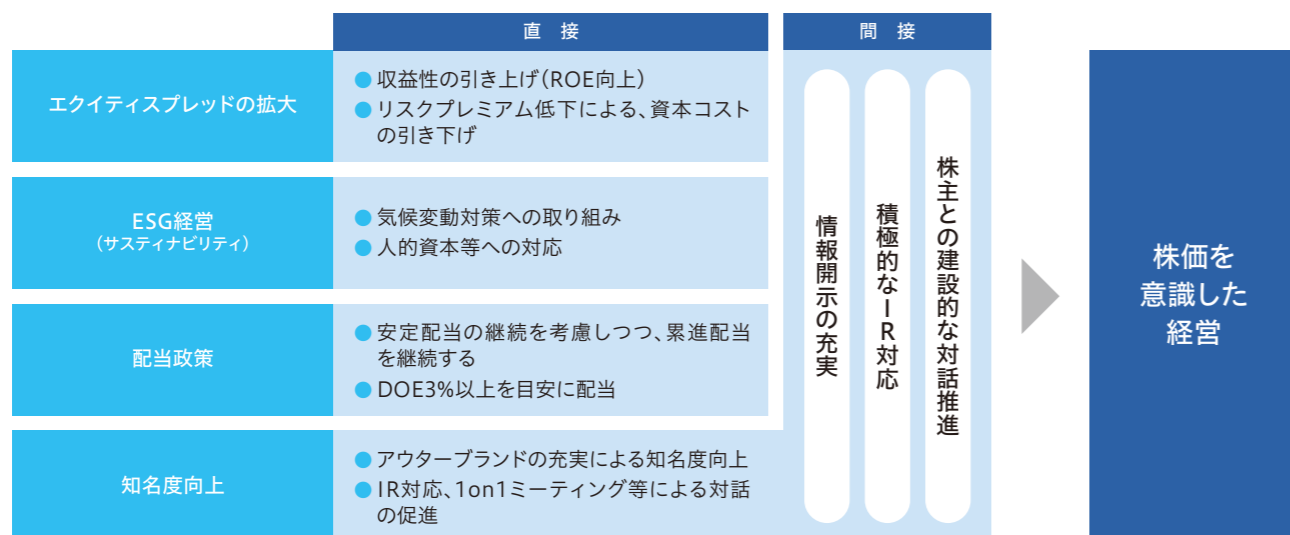 直 接
間 接
エクイティスプレッドの拡大
●収益性の引き上げ（ROE向上）
●リスクプレミアム低下による、資本コスト
の引き下げ
ESG経営
（サスティナビリティ）
●気候変動対策への取り組み
●人的資本等への対応
配当政策
●安定配当の継続を考慮しつつ、累進配当
を継続する
●DOE3%以上を目安に配当
知名度向上
●アウターブランドの充実による知名度向上
●IR対応、1on1ミーティング等による対話
の促進
情報開示の充実
積極的なIR対応
株主との建設的な対話推進
株価を
意識した
経営